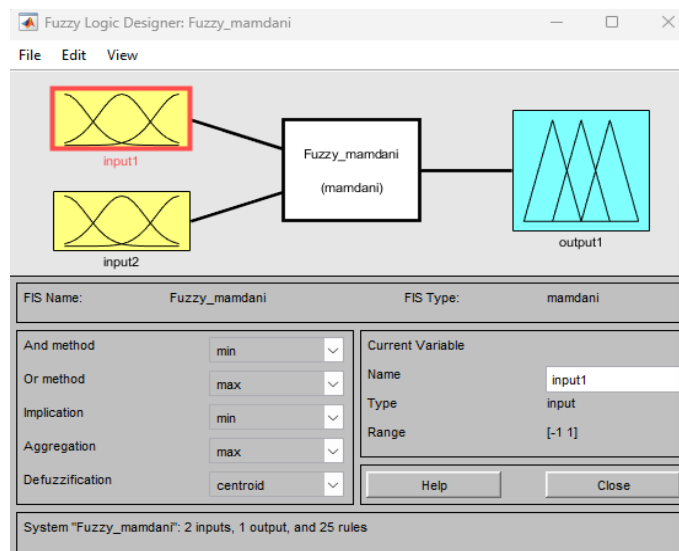 Fuzzy Logic Designer: Fuzzy_mamdani
File Edit View
input1
Fuzzy_mamdani
(mamdani)
input2
output1
FIS Name: Fuzzy_mamdani FIS Type: mamdani
And method min
Or method max
Implication min
Aggregation max
Defuzzification centroid
Current Variable
Name input1
Type input
Range [-1 1]
Help Close
System "Fuzzy_mamdani": 2 inputs, 1 output, and 25 rules